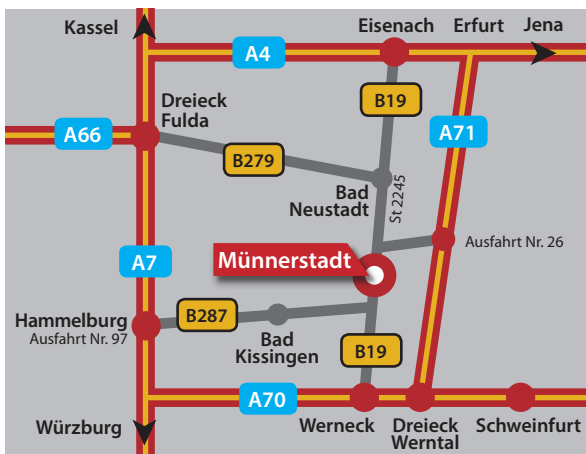 Kassel
Eisenach
Erfurt
Jena
A4
B19
Dreieck
Fulda
A66
A71
B279
Bad
Neustadt
St 2245
Ausfahrt Nr. 26
Münnerstadt
A7
Hammelburg
Ausfahrt Nr. 97
B287
Bad
Kissingen
B19
A70
Würzburg
Werneck
Dreieck
Werntal
Schweinfurt